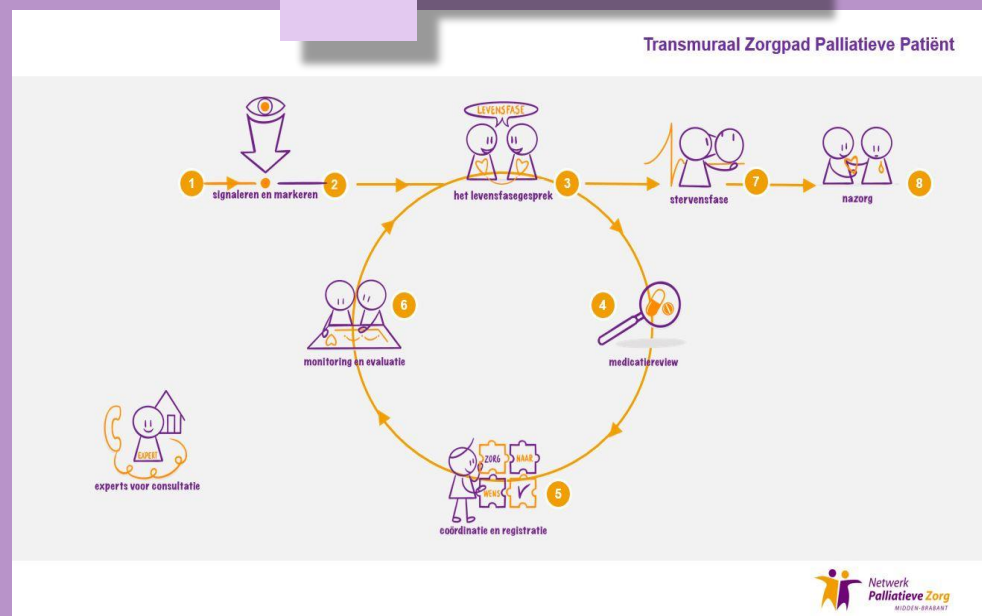 Transmuraal Zorgpad Palliatieve Patiënt
LEVENSFASE
1
2
3
7
8
signaleren en markeren
het levensfasegesprek
stervensfase
nazorg
6
4
monitoring en evaluatie
medicatiereview
EXPERT
experts voor consultatie
ZORG NAAR
WENS
5
coördinatie en registratie
Netwerk
Palliatieve Zorg
MIDDEN-BRABANT